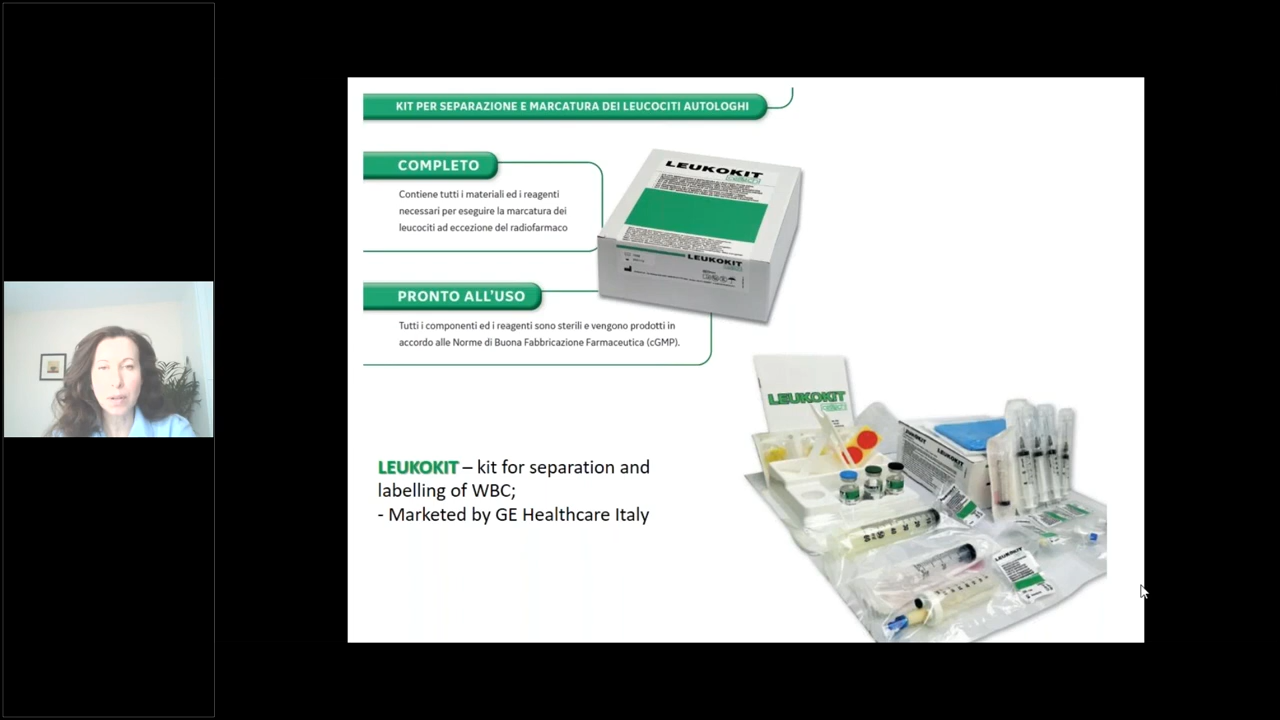 KIT PER SEPARAZIONE E MARCATURA DEI LEUCOCITI AUTOLOGHI
COMPLETO
Contiene tutti i materiali ed i reagenti
necessari per eseguire la marcatura dei
leucociti ad eccezione del radiofarmaco
LEUKOKIT
LEUKOKIT
PRONTO ALL'USO
Tutti i componenti ed i reagenti sono sterili e vengono prodotti in
accordo alle Norme di Buona Fabbricazione Farmaceutica (cGMP).
LEUKOKIT
LEUKOKIT – kit for separation and
labelling of WBC;
- Marketed by GE Healthcare Italy
LEUKOKIT